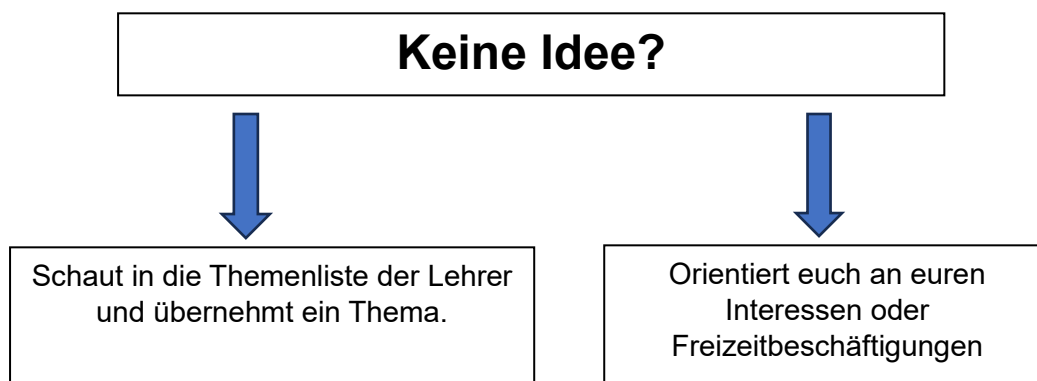 Keine Idee?
Schaut in die Themenliste der Lehrer
und übernehmt ein Thema.
Orientiert euch an euren
Interessen oder
Freizeitbeschäftigungen